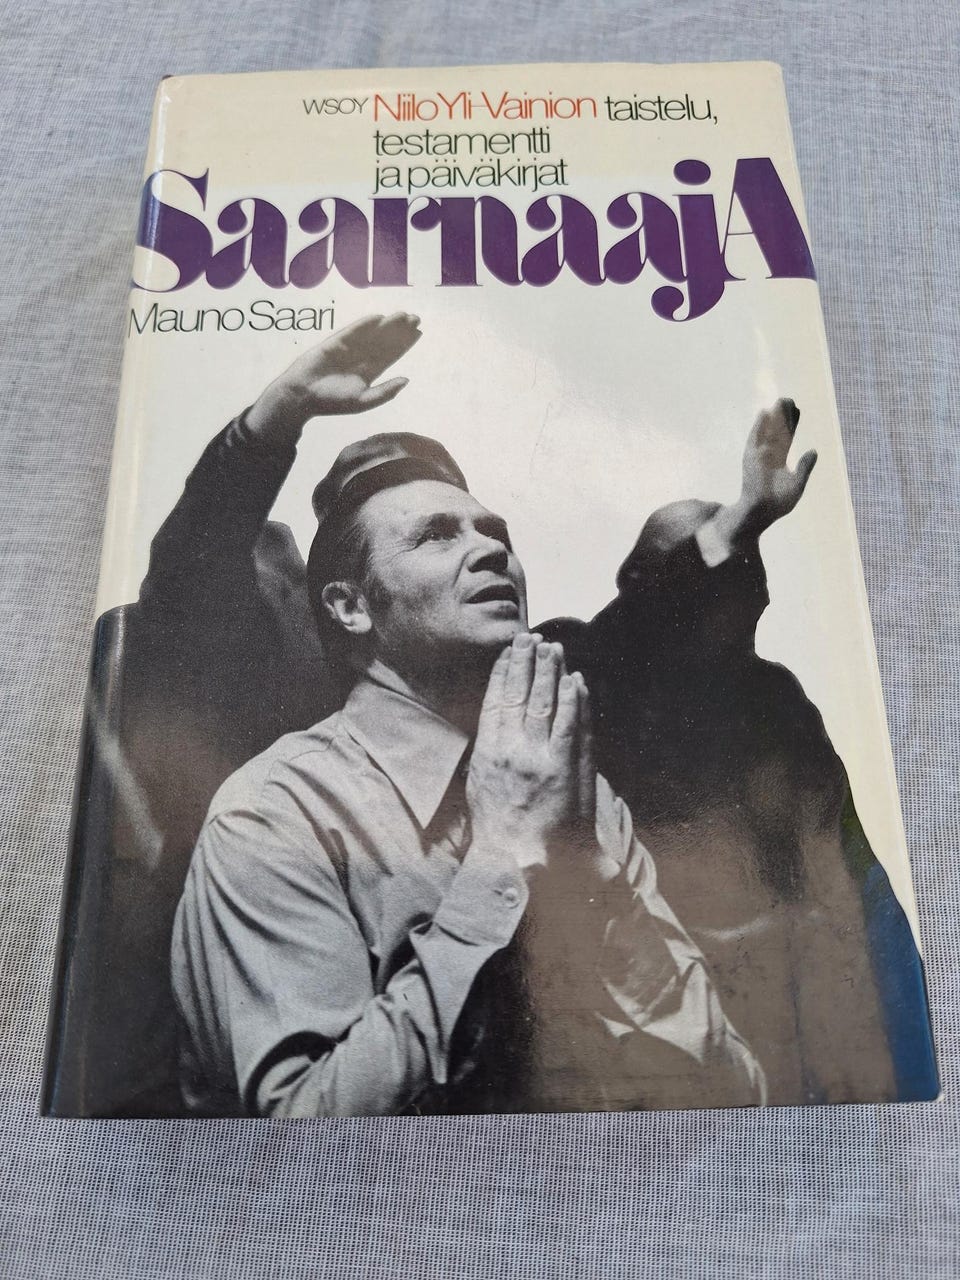 WSOY Niilo Yli-Vainion taistelu,
testamentti
ja päiväkirjat
SaarnaajA
Mauno Saari